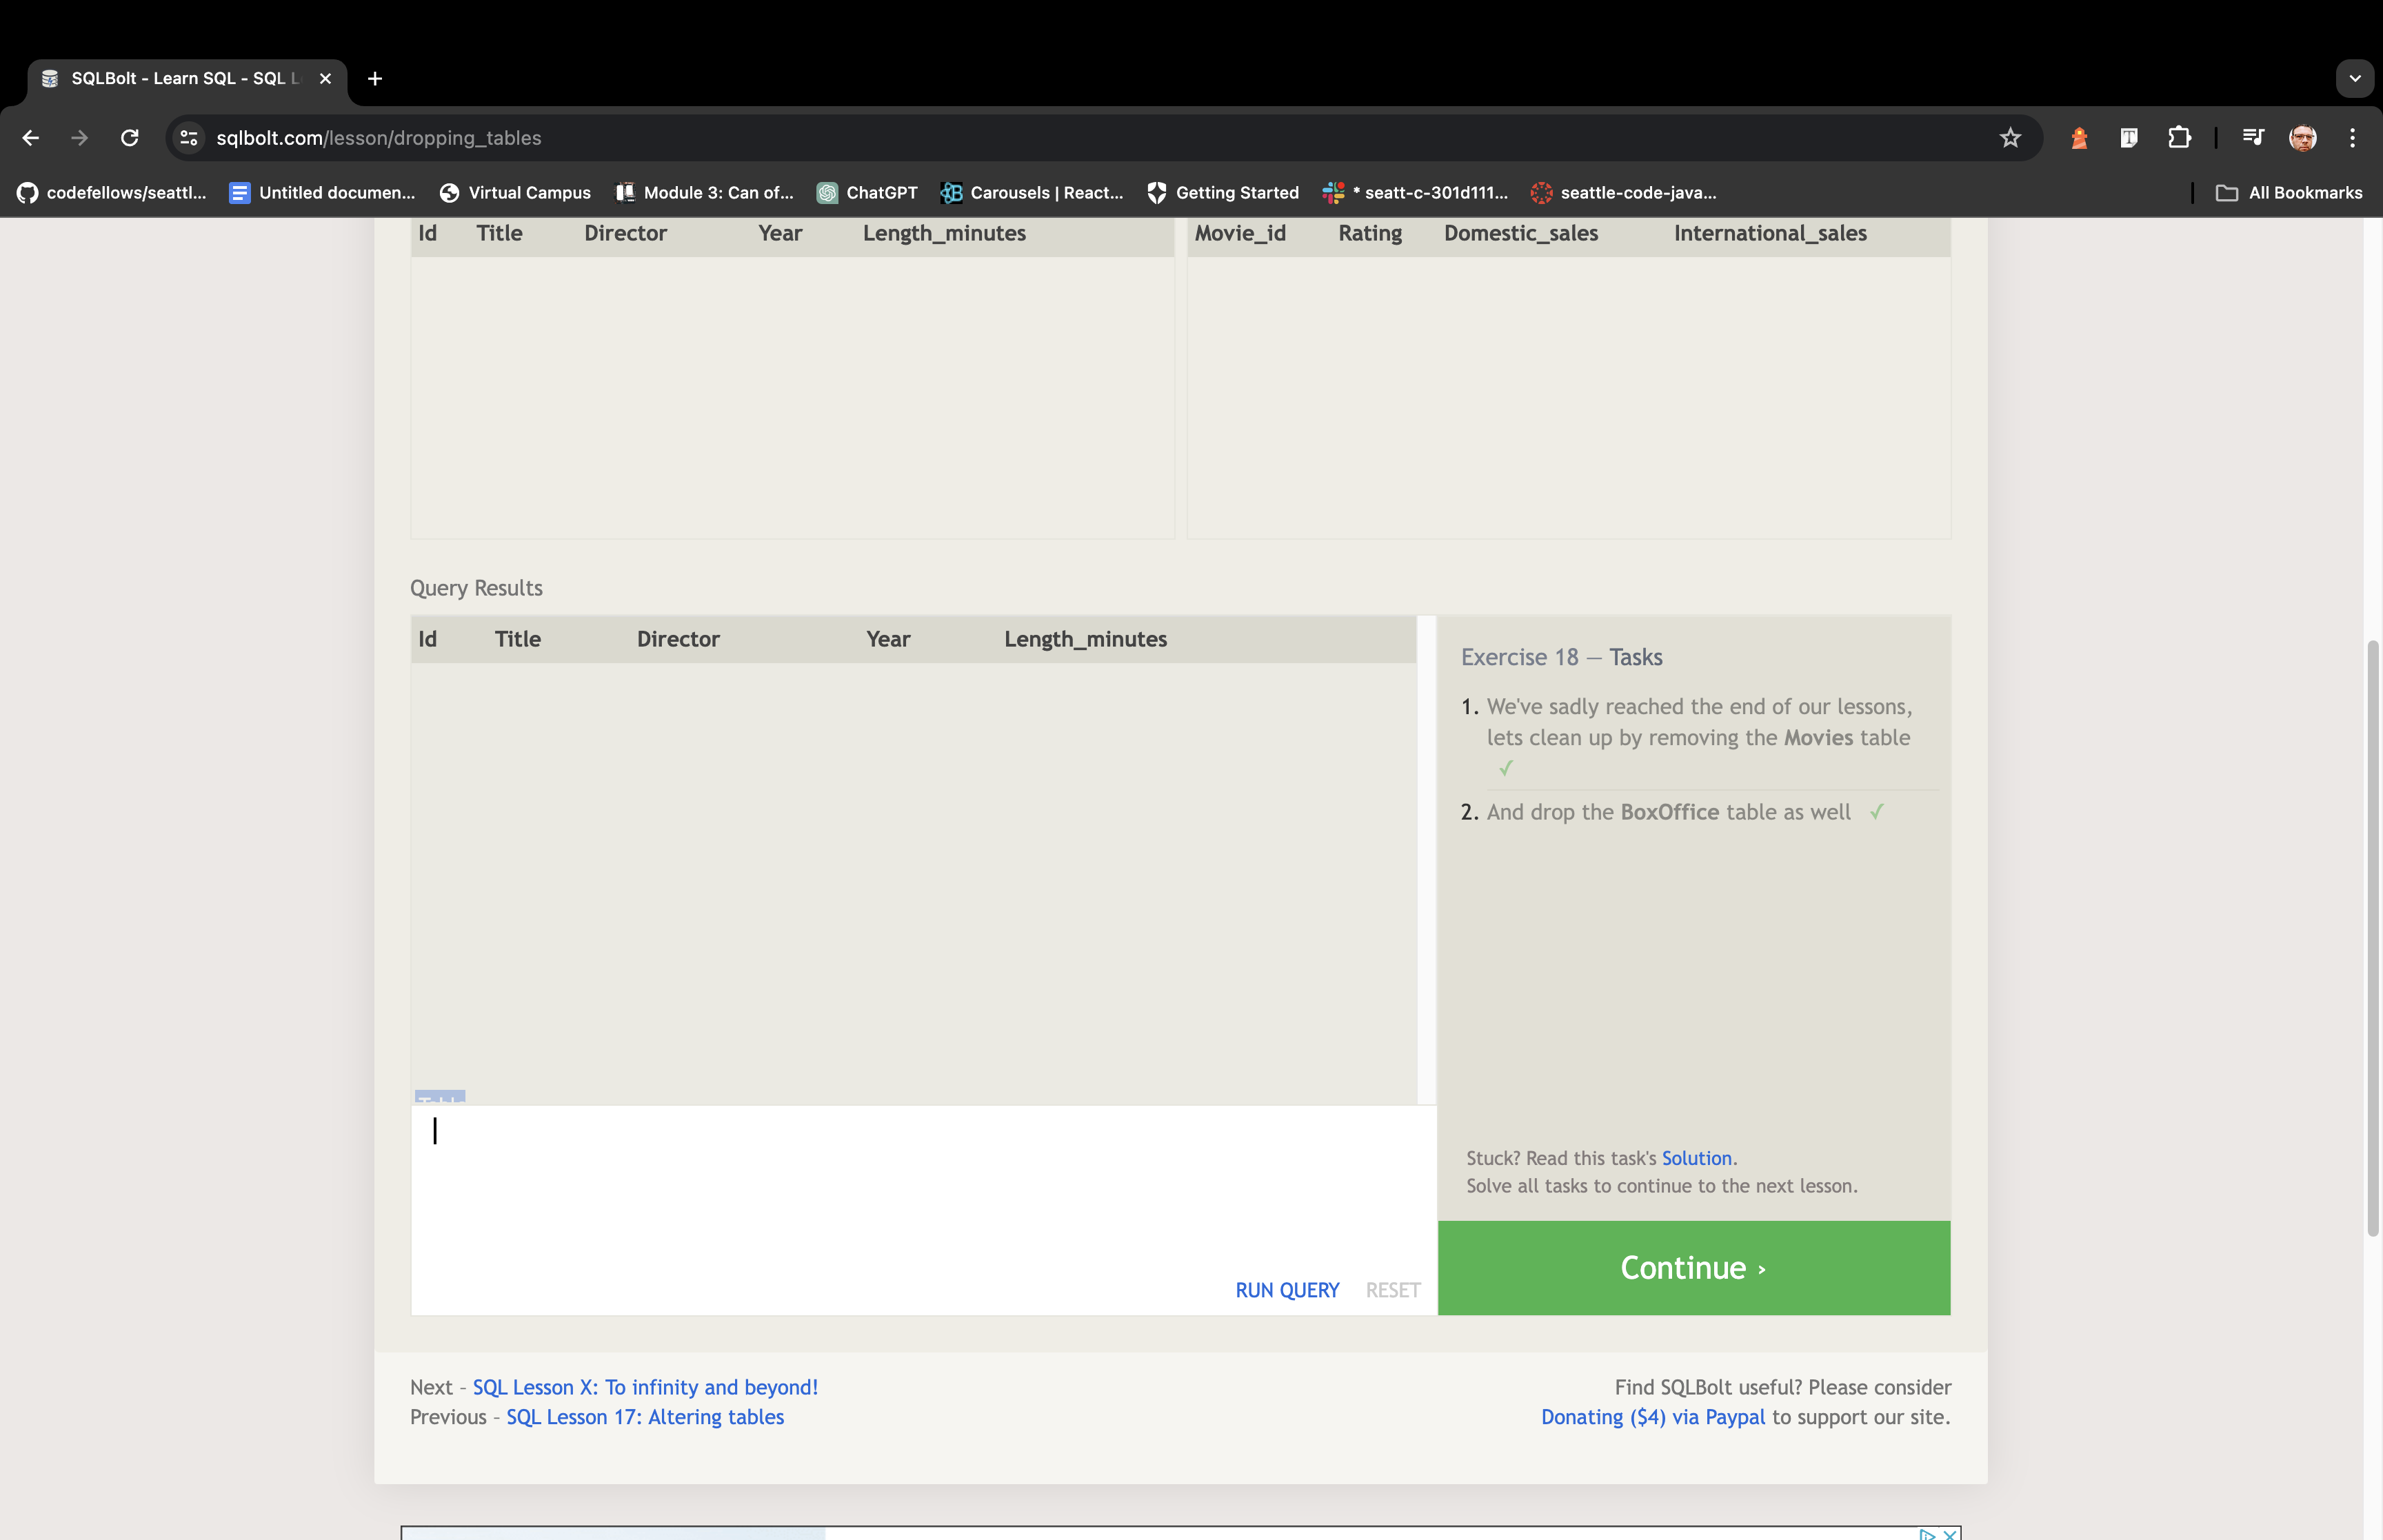 SQLBolt - Learn SQL - SQL L
sqlbolt.com/lesson/dropping_tables
codefellows/seattl... Untitled documen... Virtual Campus Module 3: Can of... ChatGPT Carousels | React... Getting Started * seatt-c-301d111... seattle-code-java... All Bookmarks
Id Title Director Year Length_minutes Movie_id Rating Domestic_sales International_sales
Query Results
Id Title Director Year Length_minutes
Exercise 18 — Tasks
1. We've sadly reached the end of our lessons,
lets clean up by removing the Movies table
✓
2. And drop the BoxOffice table as well ✓
Stuck? Read this task's Solution.
Solve all tasks to continue to the next lesson.
RUN QUERY RESET
Continue ›
Next – SQL Lesson X: To infinity and beyond!
Previous – SQL Lesson 17: Altering tables
Find SQLBolt useful? Please consider
Donating ($4) via Paypal to support our site.